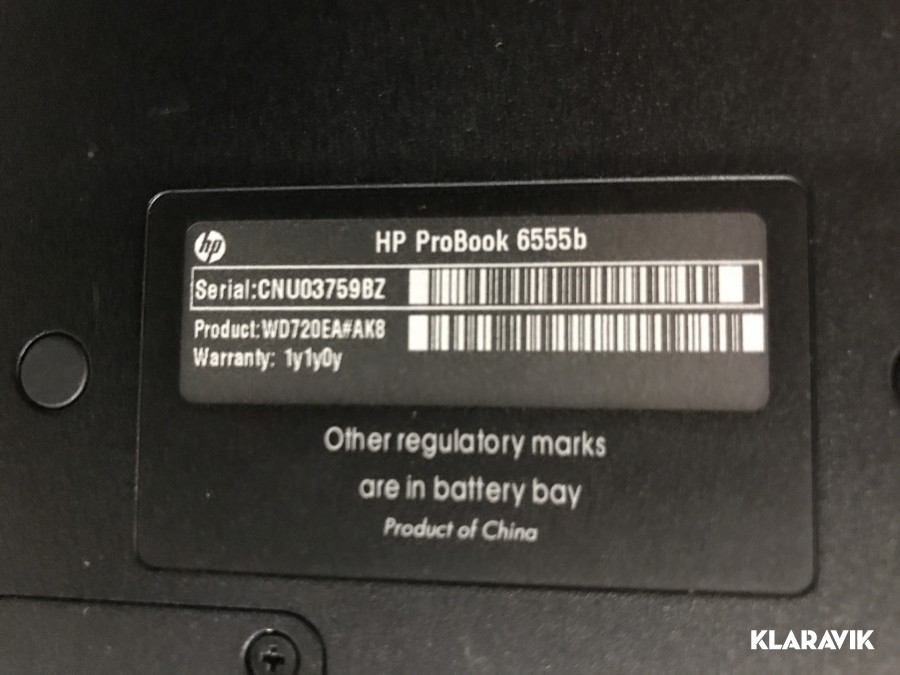 hp
HP ProBook 6555b
Serial:CNU03759BZ
Product:WD720EA#AK8
Warranty: 1y1y0y
Other regulatory marks
are in battery bay
Product of China
KLARAVIK